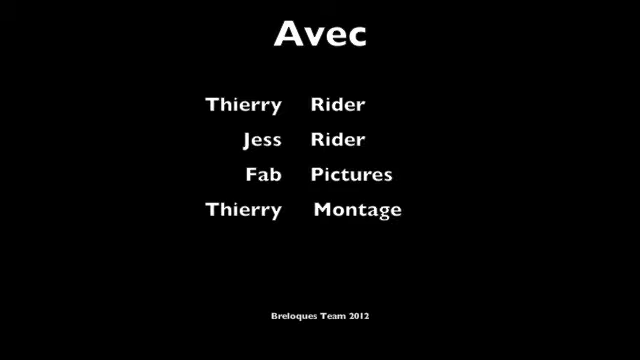 Avec
Thierry Rider
Jess Rider
Fab Pictures
Thierry Montage
Breloques Team 2012